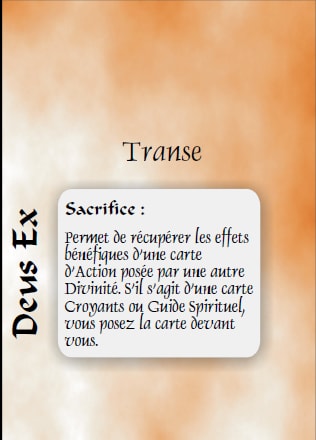 Transe
Deus Ex
Sacrifice :
Permet de récupérer les effets
bénéfiques d'une carte
d'Action posée par une autre
Divinité. S'il s'agit d'une carte
Croyants ou Guide Spirituel,
vous posez la carte devant
vous.